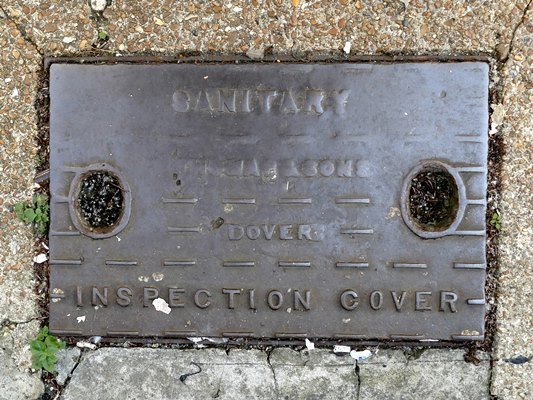 SANITARY
& SONS
DOVER
INSPECTION COVER